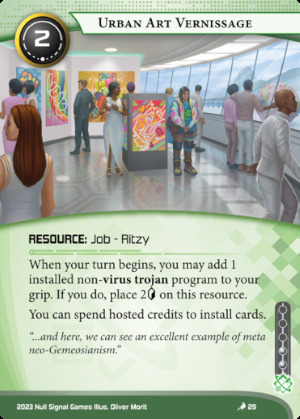 2
URBAN ART VERNISSAGE
RESOURCE: Job - Ritzy
When your turn begins, you may add 1
installed non-virus trojan program to your
grip. If you do, place 2 on this resource.
You can spend hosted credits to install cards.
“...and here, we can see an excellent example of meta
neo-Gemeosianism.”
2023 Null Signal Games Illus. Oliver Morit
29